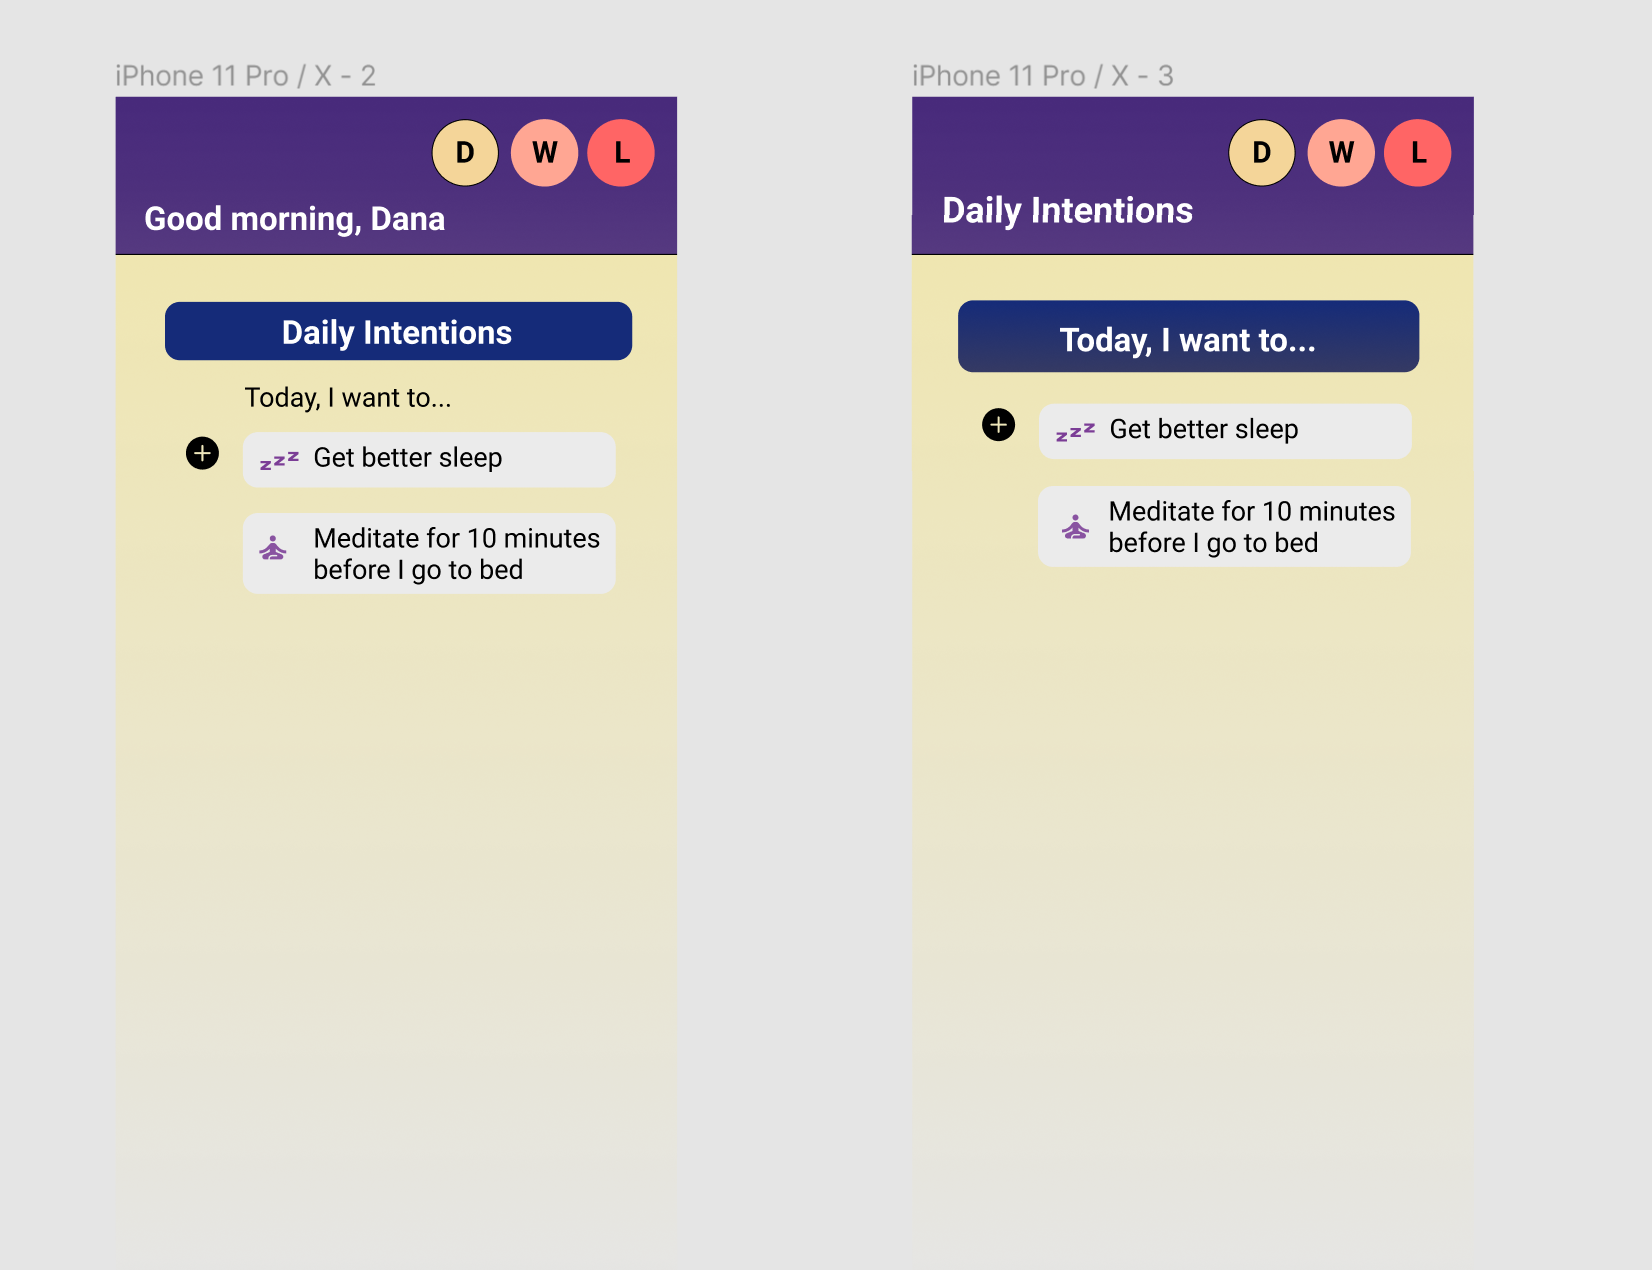 iPhone 11 Pro / X - 2
D W L
Good morning, Dana
Daily Intentions
Today, I want to...
zzz Get better sleep
Meditate for 10 minutes
before I go to bed
iPhone 11 Pro / X - 3
D W L
Daily Intentions
Today, I want to...
zzz Get better sleep
Meditate for 10 minutes
before I go to bed